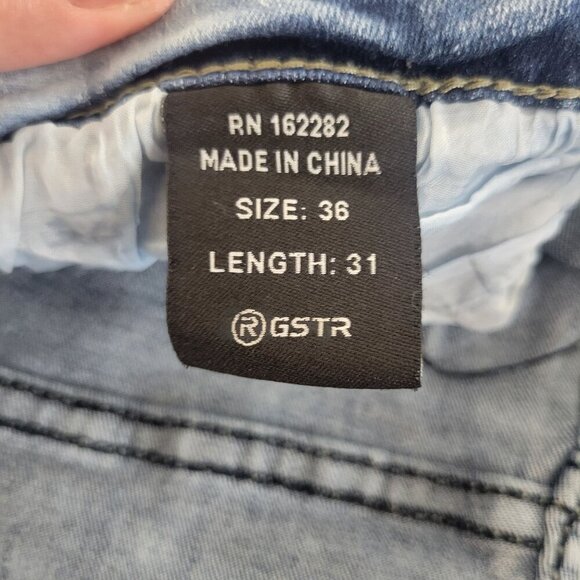 RN 162282
MADE IN CHINA
SIZE: 36
LENGTH: 31
®GSTR